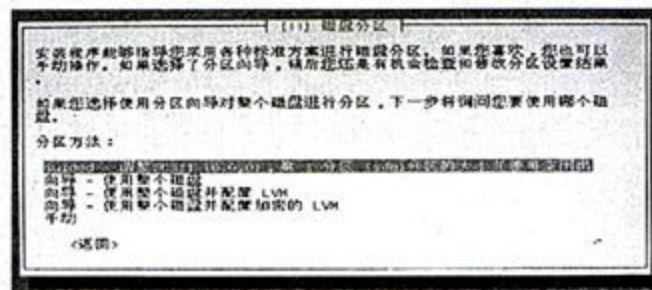 [!!] 磁盘分区
安装程序能够指导您采用各种标准方案进行磁盘分区，如果您喜欢，您也可以
手动操作。如果选择了分区向导，稍后您还是有机会检查和修改分区设置结果
。
如果您选择使用分区向导对整个磁盘进行分区，下一步将询问您要使用哪个磁
盘。
分区方法：
向导 - 使用整个磁盘
向导 - 使用整个磁盘并配置 LVM
向导 - 使用整个磁盘并配置加密的 LVM
手动
<返回>